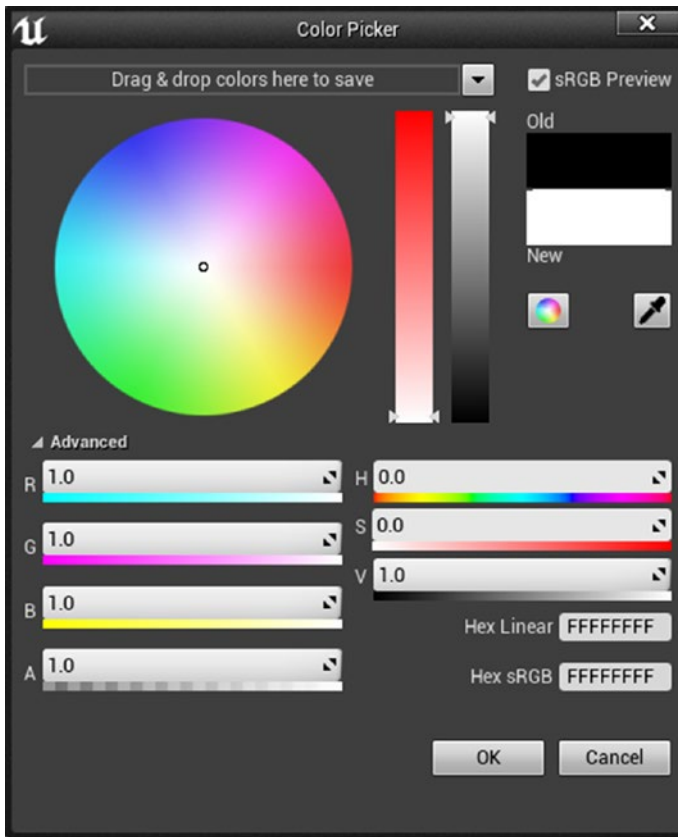 Color Picker
Drag & drop colors here to save
sRGB Preview
Old
New
Advanced
R 1.0
H 0.0
G 1.0
S 0.0
B 1.0
V 1.0
A 1.0
Hex Linear FFFFFFFF
Hex sRGB FFFFFFFF
OK Cancel